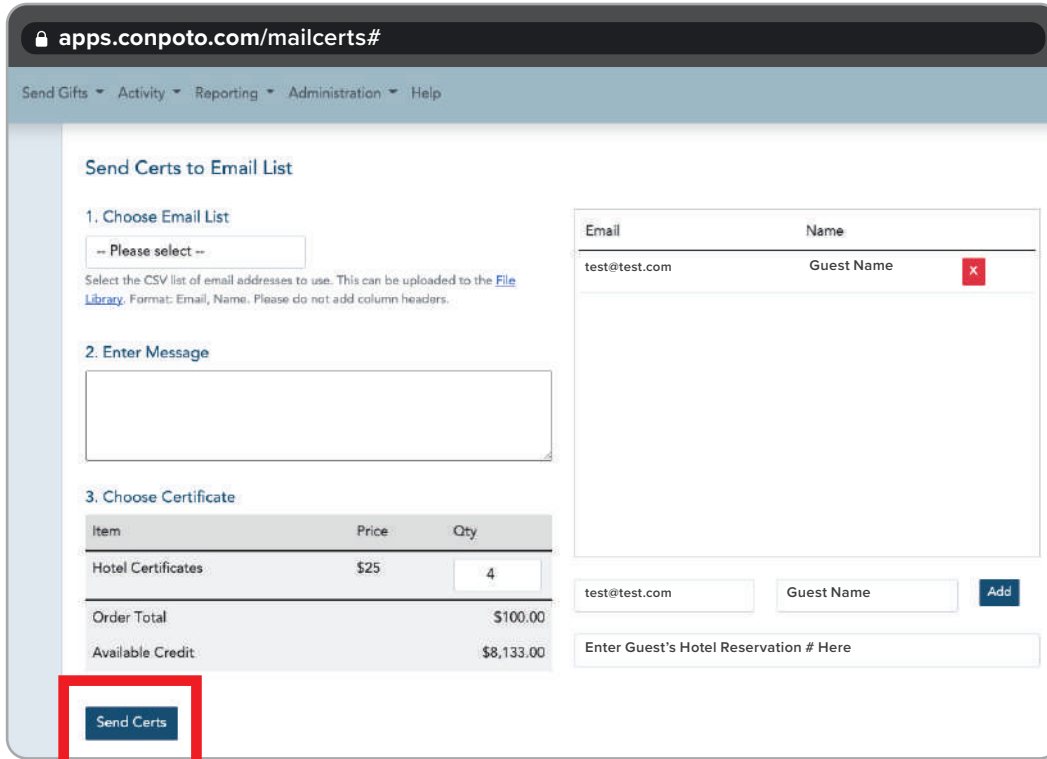 apps.conpoto.com/mailcerts#
Send Gifts Activity Reporting Administration Help
Send Certs to Email List
1. Choose Email List
-- Please select --
Select the CSV list of email addresses to use. This can be uploaded to the File
Library. Format: Email, Name. Please do not add column headers.
2. Enter Message
3. Choose Certificate
Item Price Qty
Hotel Certificates $25 4
Order Total $100.00
Available Credit $8,133.00
Send Certs
Email Name
test@test.com Guest Name X
test@test.com Guest Name Add
Enter Guest's Hotel Reservation # Here